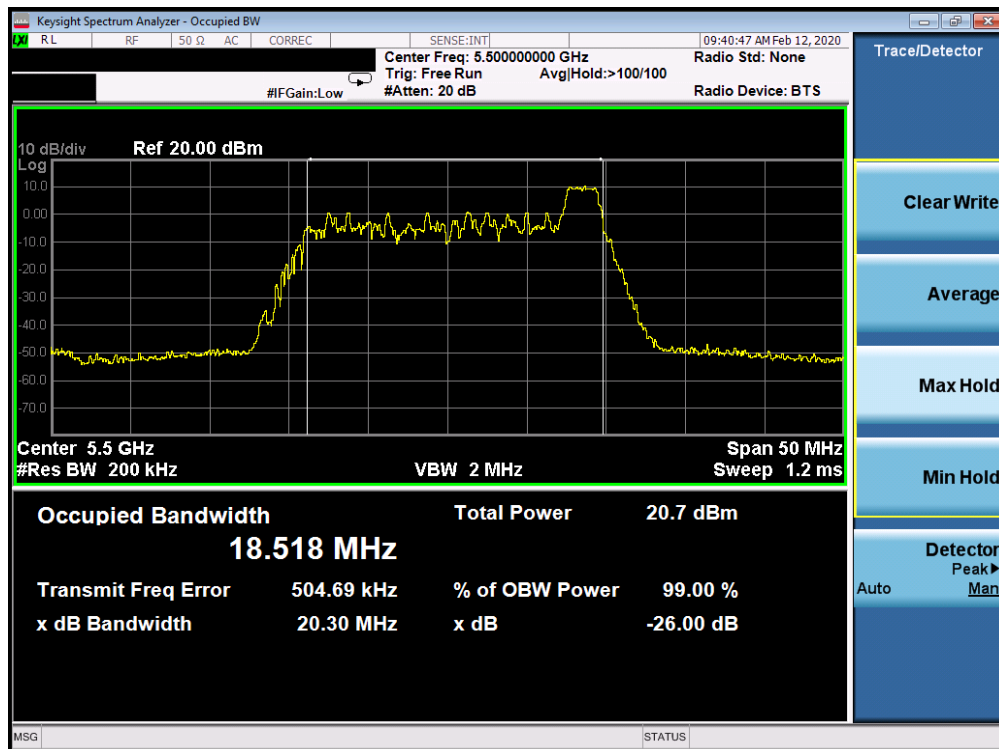 Keysight Spectrum Analyzer - Occupied BW
LXI RL RF 50 Ω AC CORREC SENSE:INT 09:40:47 AM Feb 12, 2020
Center Freq: 5.500000000 GHz Radio Std: None
Trig: Free Run Avg|Hold:>100/100
#IFGain:Low #Atten: 20 dB Radio Device: BTS
10 dB/div Ref 20.00 dBm
Log
10.0
0.00
-10.0
-20.0
-30.0
-40.0
-50.0
-60.0
-70.0
Center 5.5 GHz Span 50 MHz
#Res BW 200 kHz VBW 2 MHz Sweep 1.2 ms
Occupied Bandwidth Total Power 20.7 dBm
18.518 MHz
Transmit Freq Error 504.69 kHz % of OBW Power 99.00 %
x dB Bandwidth 20.30 MHz x dB -26.00 dB
MSG STATUS
Trace/Detector
Clear Write
Average
Max Hold
Min Hold
Detector
Peak▶
Auto Man